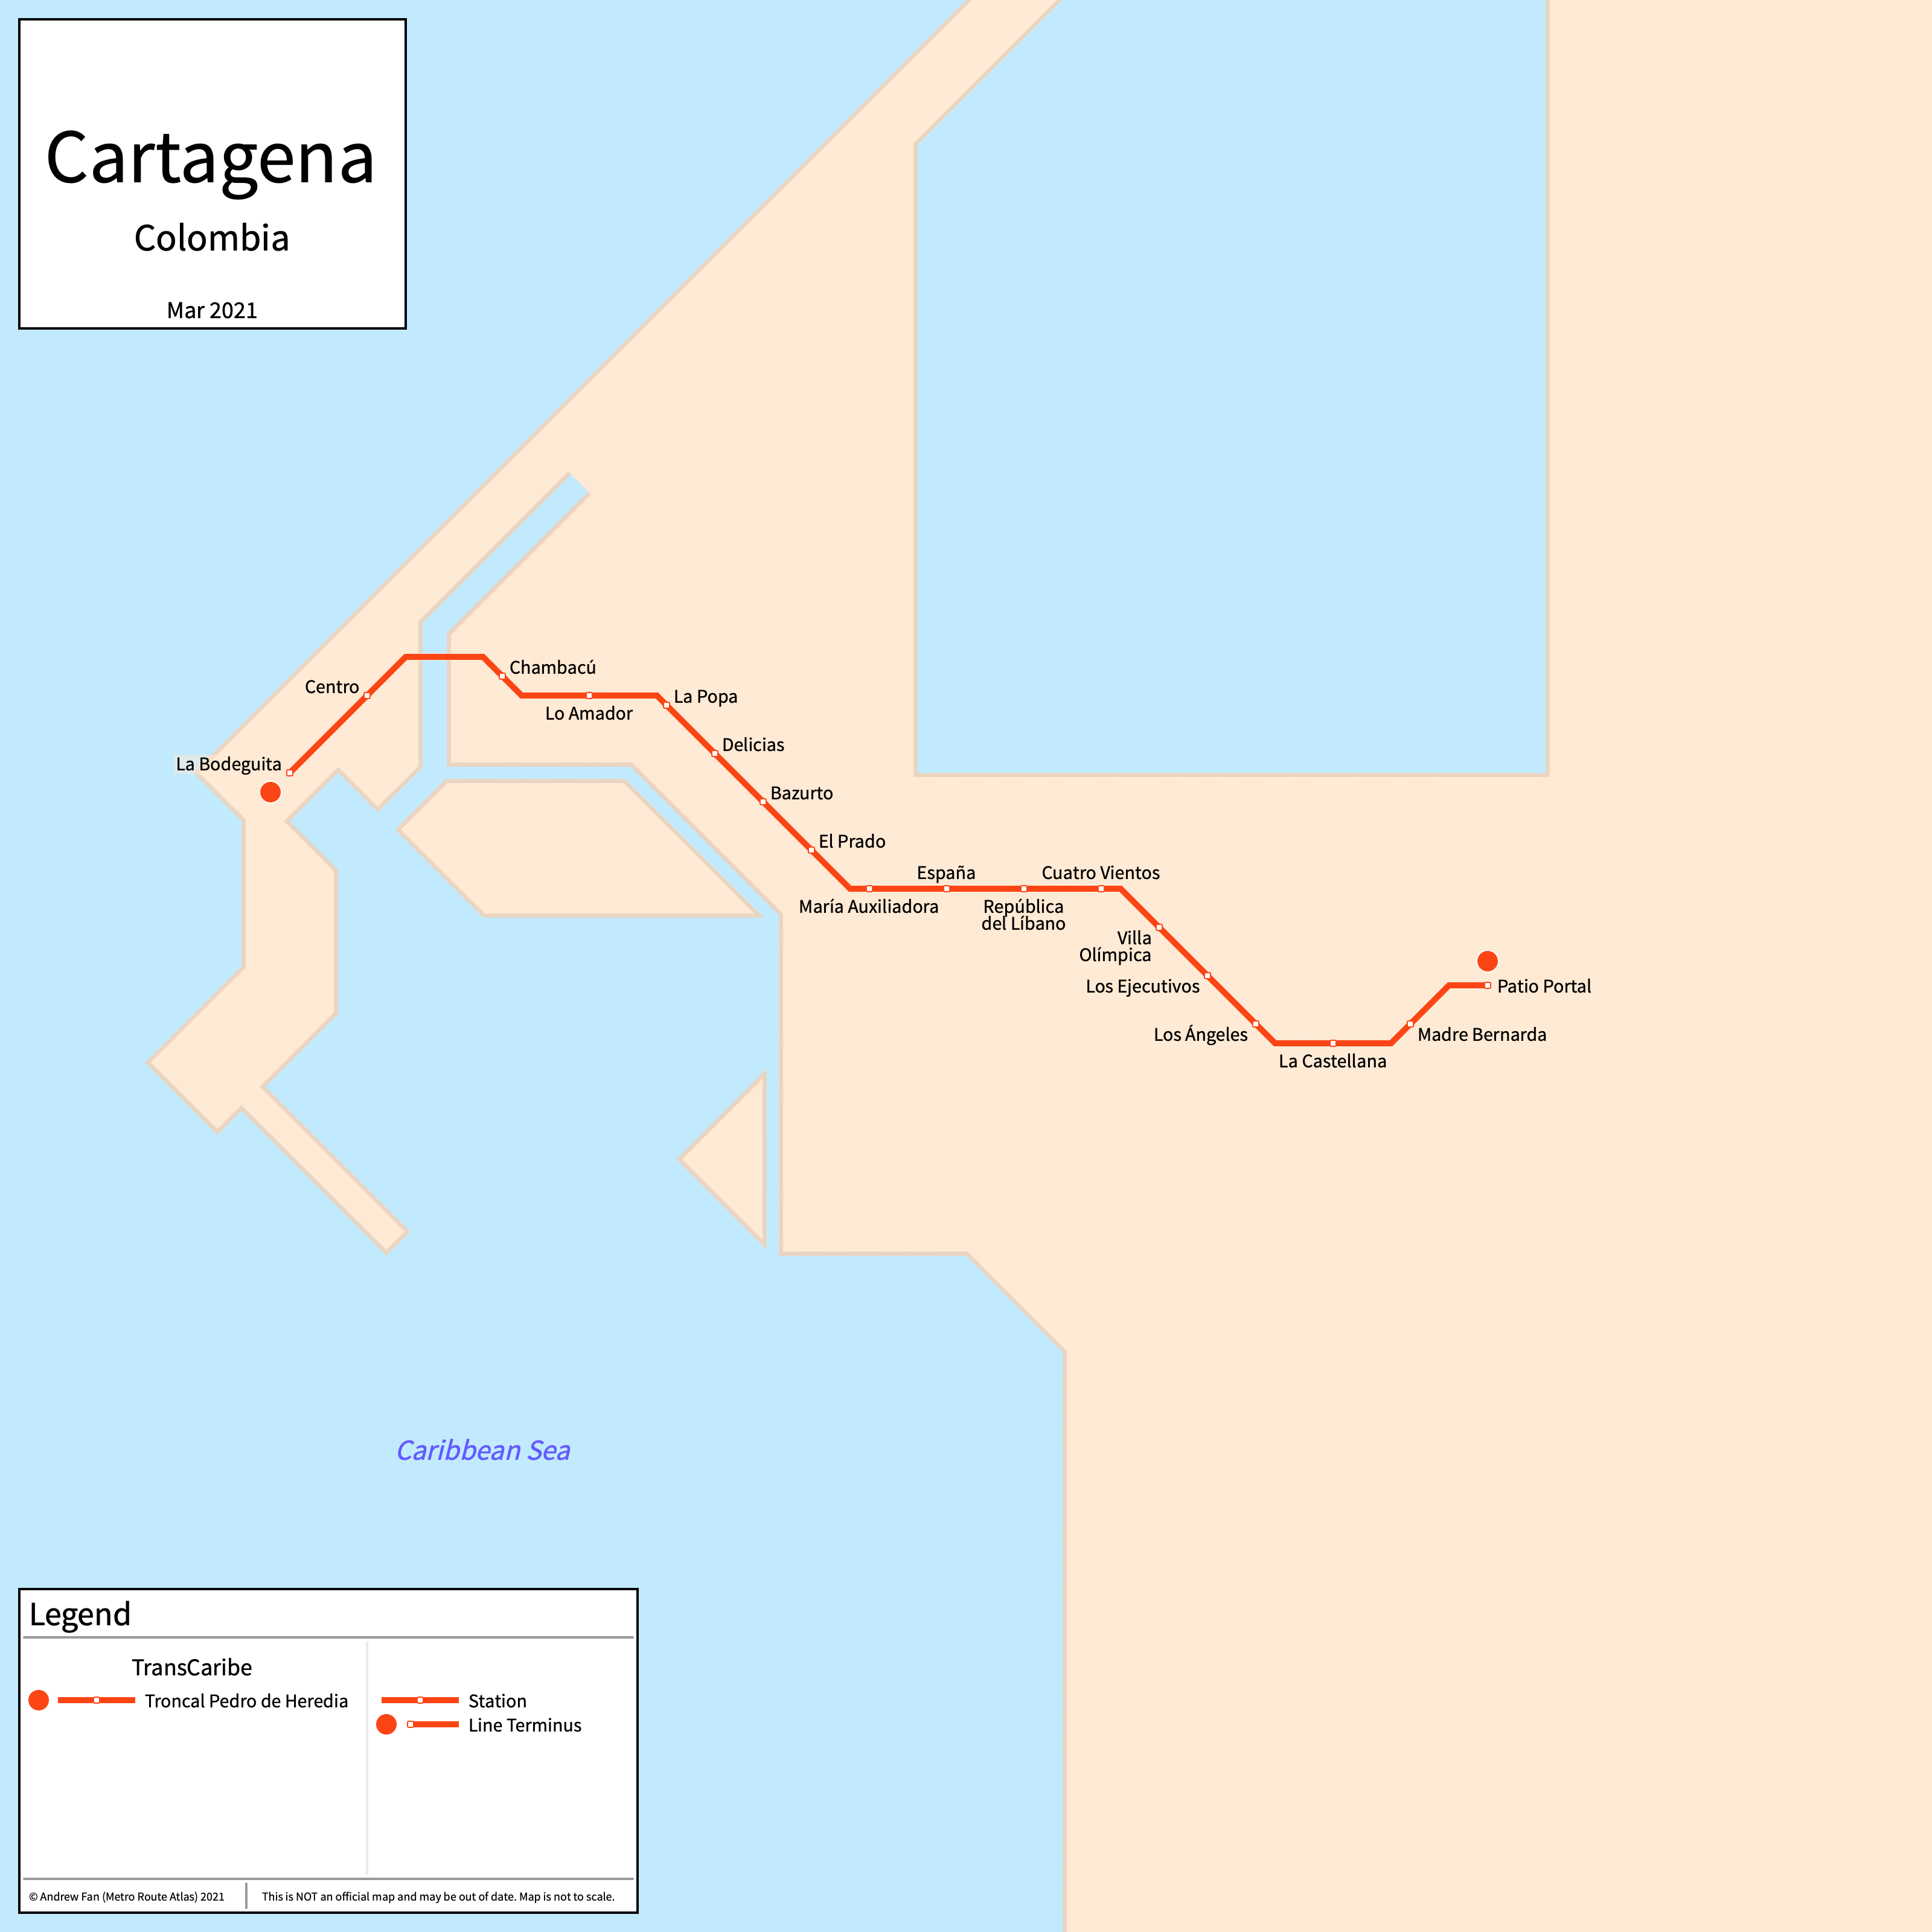 Cartagena
Colombia
Mar 2021
Centro
Chambacú
Lo Amador
La Popa
La Bodeguita
Delicias
Bazurto
El Prado
España
Cuatro Vientos
María Auxiliadora
República
del Líbano
Villa
Olímpica
Los Ejecutivos
Patio Portal
Los Ángeles
Madre Bernarda
La Castellana
Caribbean Sea
Legend
TransCaribe
Troncal Pedro de Heredia
Station
Line Terminus
© Andrew Fan (Metro Route Atlas) 2021
This is NOT an official map and may be out of date. Map is not to scale.